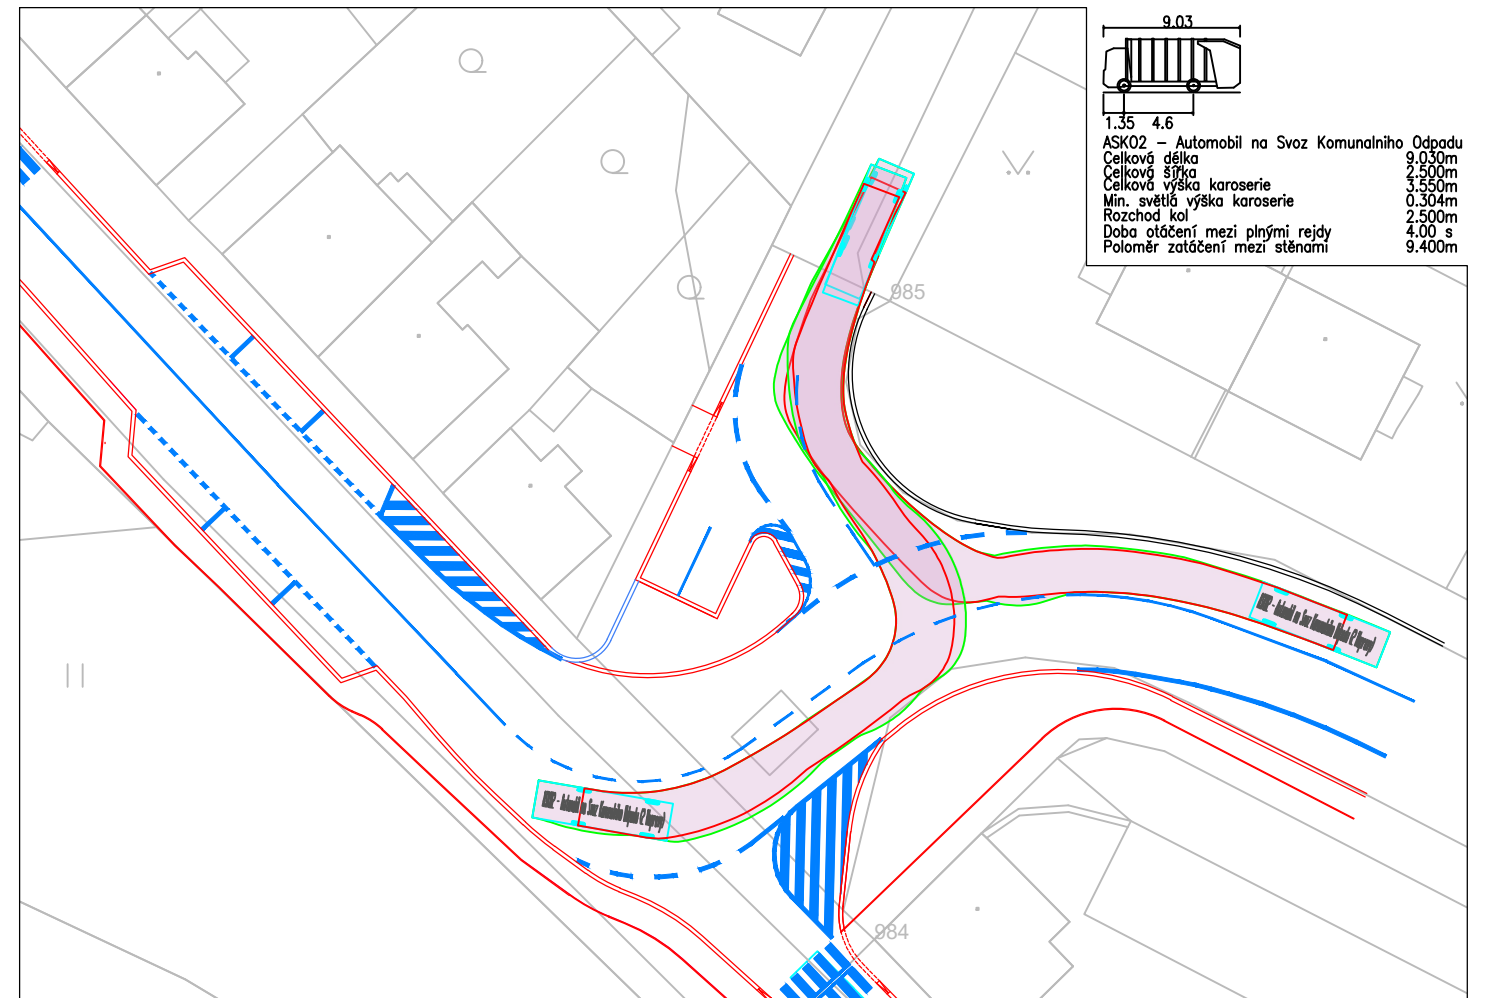 9.03
1.35 4.6
ASK02 – Automobil na Svoz Komunalniho Odpadu
Celková délka 9.030m
Celková šířka 2.500m
Celková výška karoserie 3.550m
Min. světlá výška karoserie 0.304m
Rozchod kol 2.500m
Doba otáčení mezi plnými rejdy 4.00 s
Poloměr zatáčení mezi stěnami 9.400m
985
984